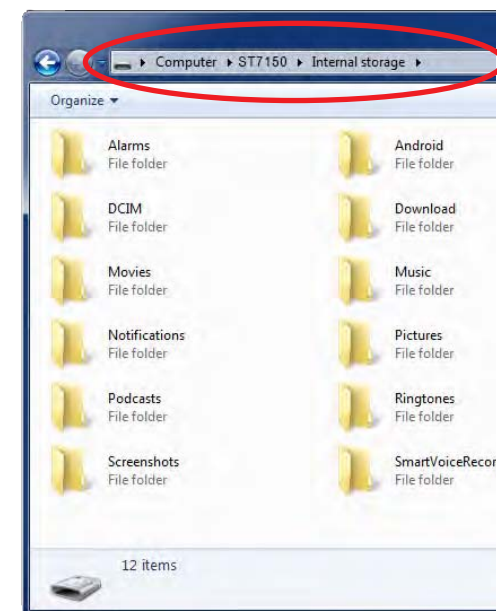 Computer ST7150 Internal storage
Organize
Alarms
File folder
Android
File folder
DCIM
File folder
Download
File folder
Movies
File folder
Music
File folder
Notifications
File folder
Pictures
File folder
Podcasts
File folder
Ringtones
File folder
Screenshots
File folder
SmartVoiceRecor
File folder
12 items